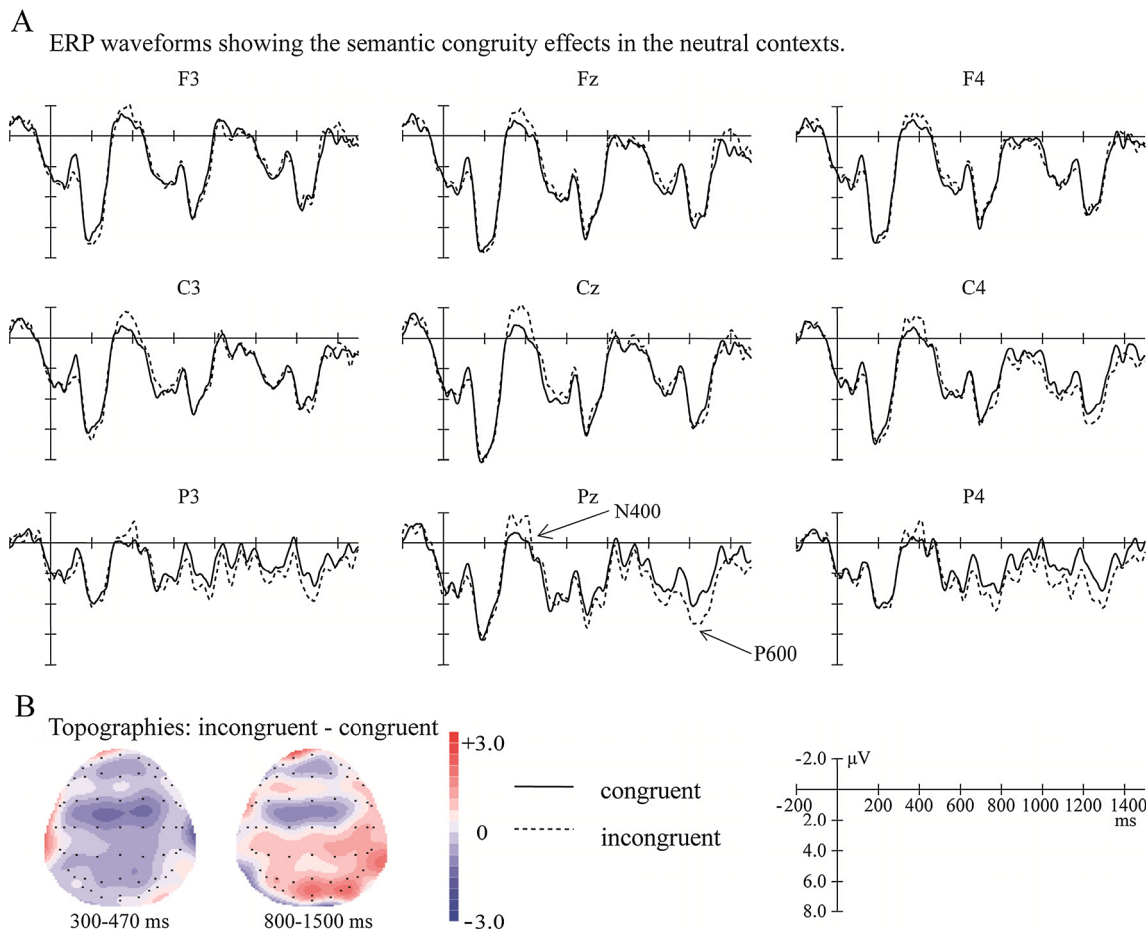 A
ERP waveforms showing the semantic congruity effects in the neutral contexts.
F3 Fz F4
C3 Cz C4
P3 Pz P4
N400
P600
B
Topographies: incongruent - congruent
+3.0
0
-3.0
300-470 ms 800-1500 ms
congruent
incongruent
-2.0 µV
-200 200 400 600 800 1000 1200 1400
ms
2.0
4.0
6.0
8.0